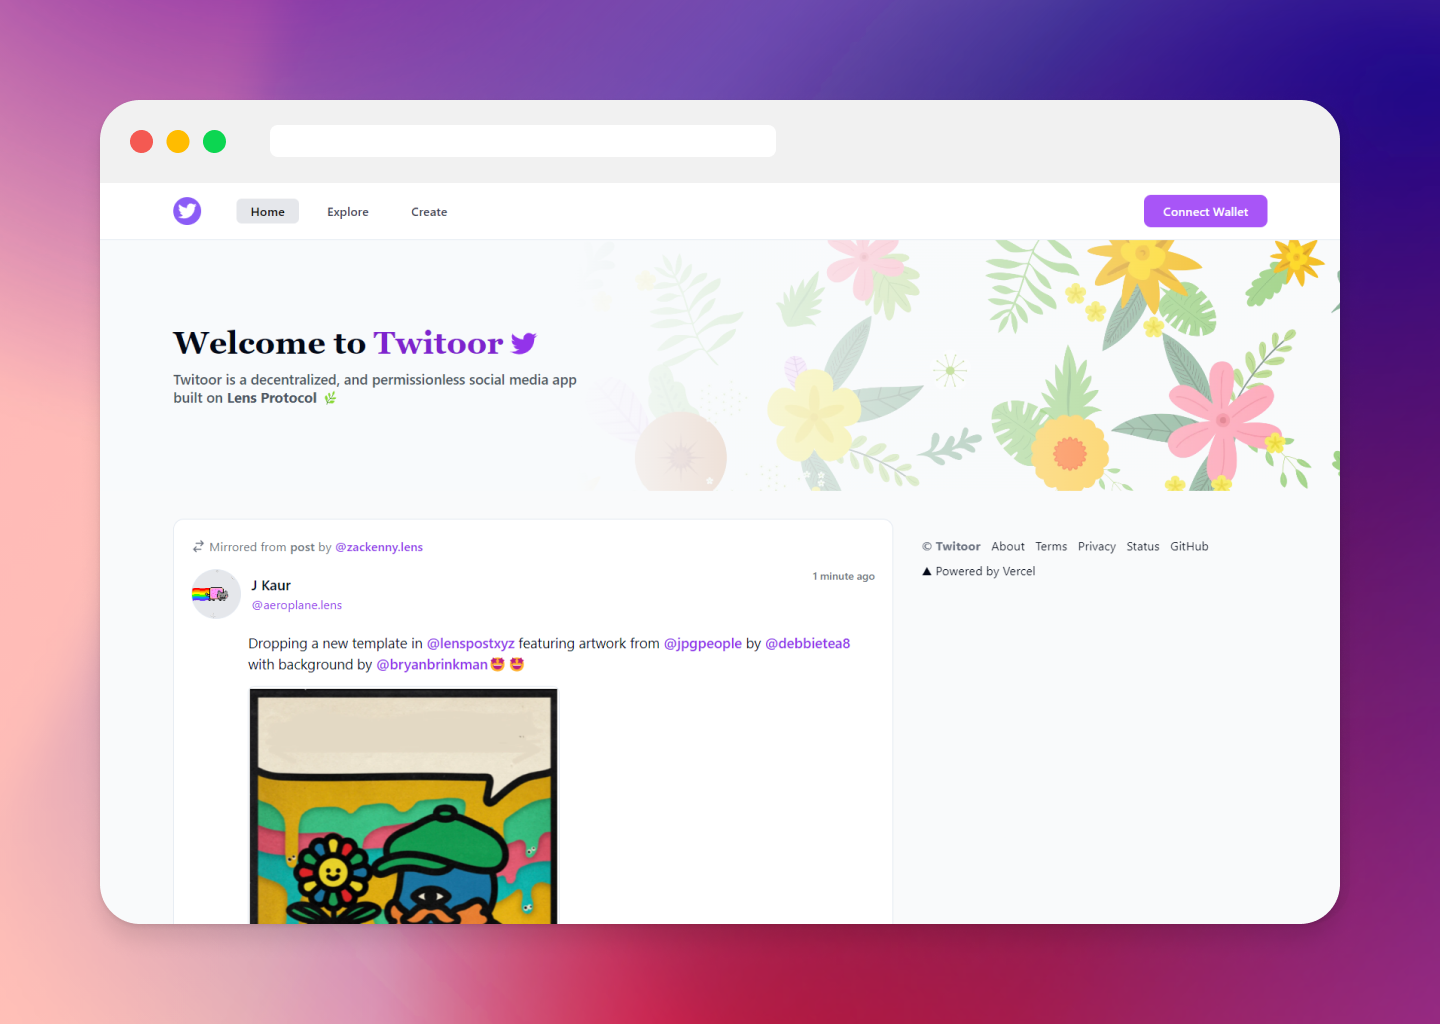 Home Explore Create Connect Wallet
Welcome to Twitoor
Twitoor is a decentralized, and permissionless social media app
built on Lens Protocol 🌿
Mirrored from post by @zackenny.lens
J Kaur
@aeroplane.lens
1 minute ago
Dropping a new template in @lenspostxyz featuring artwork from @jpgpeople by @debbietea8
with background by @bryanbrinkman🤩 🤩
© Twitoor About Terms Privacy Status GitHub
▲ Powered by Vercel